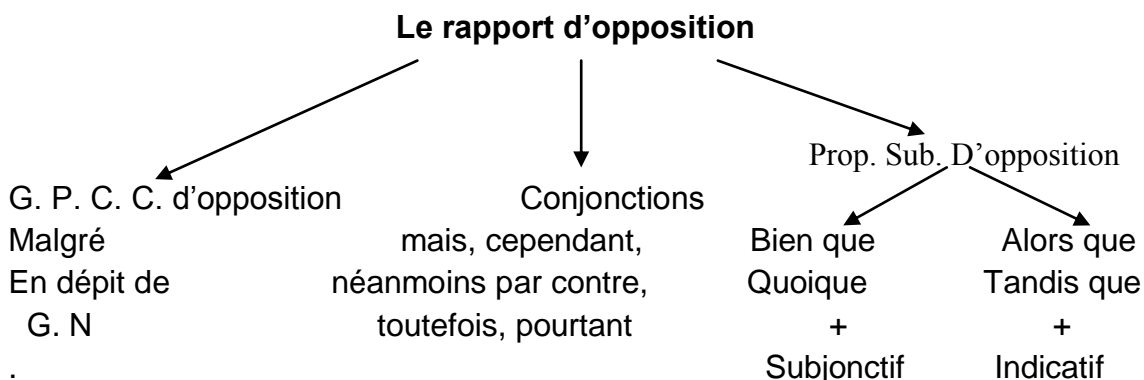 Le rapport d’opposition
Prop. Sub. D’opposition
G. P. C. C. d’opposition Conjonctions
Malgré mais, cependant, Bien que Alors que
En dépit de néanmoins par contre, Quoique Tandis que
G. N toutefois, pourtant + +
. Subjonctif Indicatif